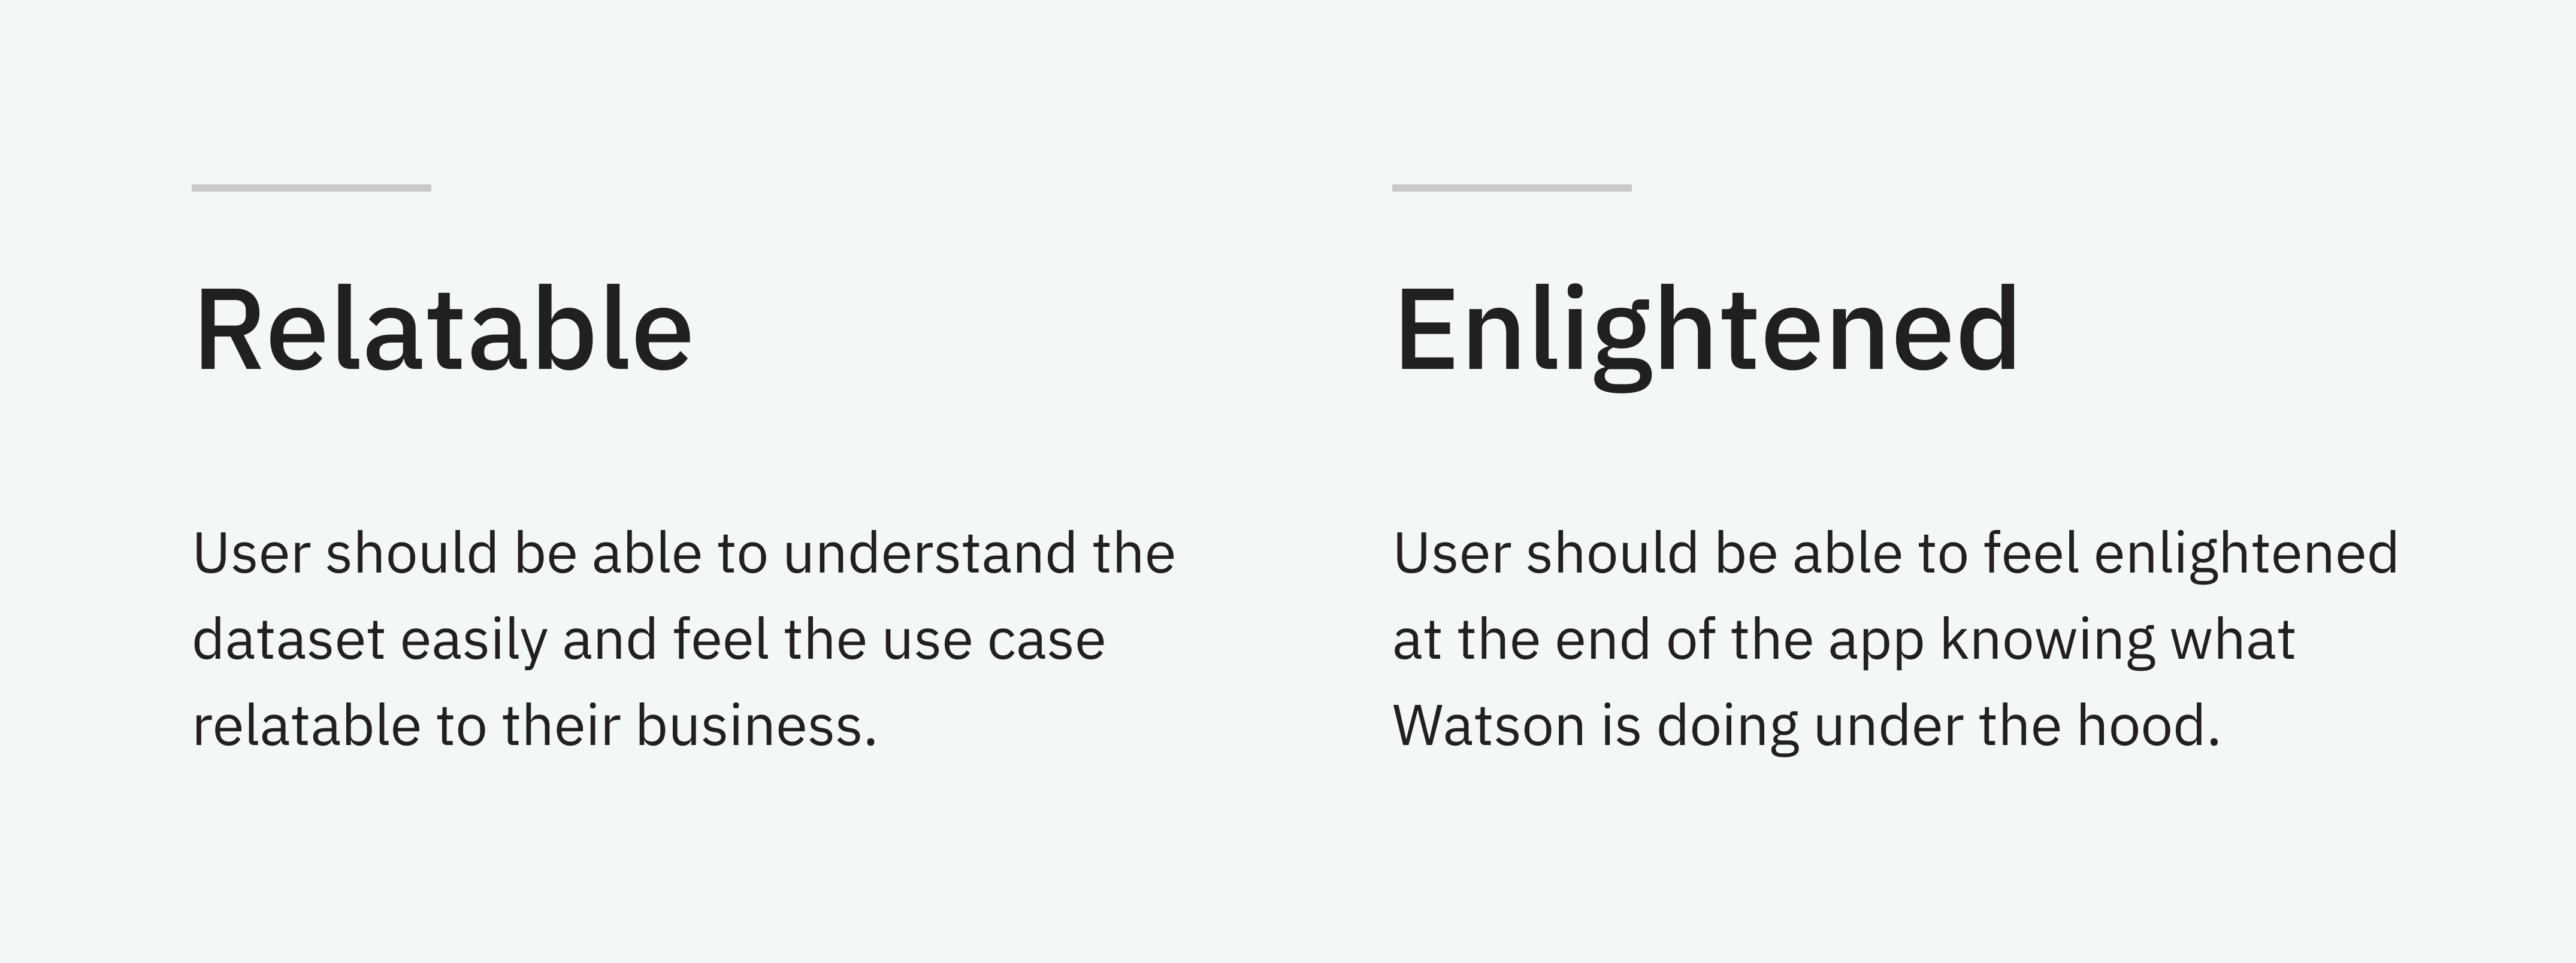 Relatable
User should be able to understand the
dataset easily and feel the use case
relatable to their business.
Enlightened
User should be able to feel enlightened
at the end of the app knowing what
Watson is doing under the hood.